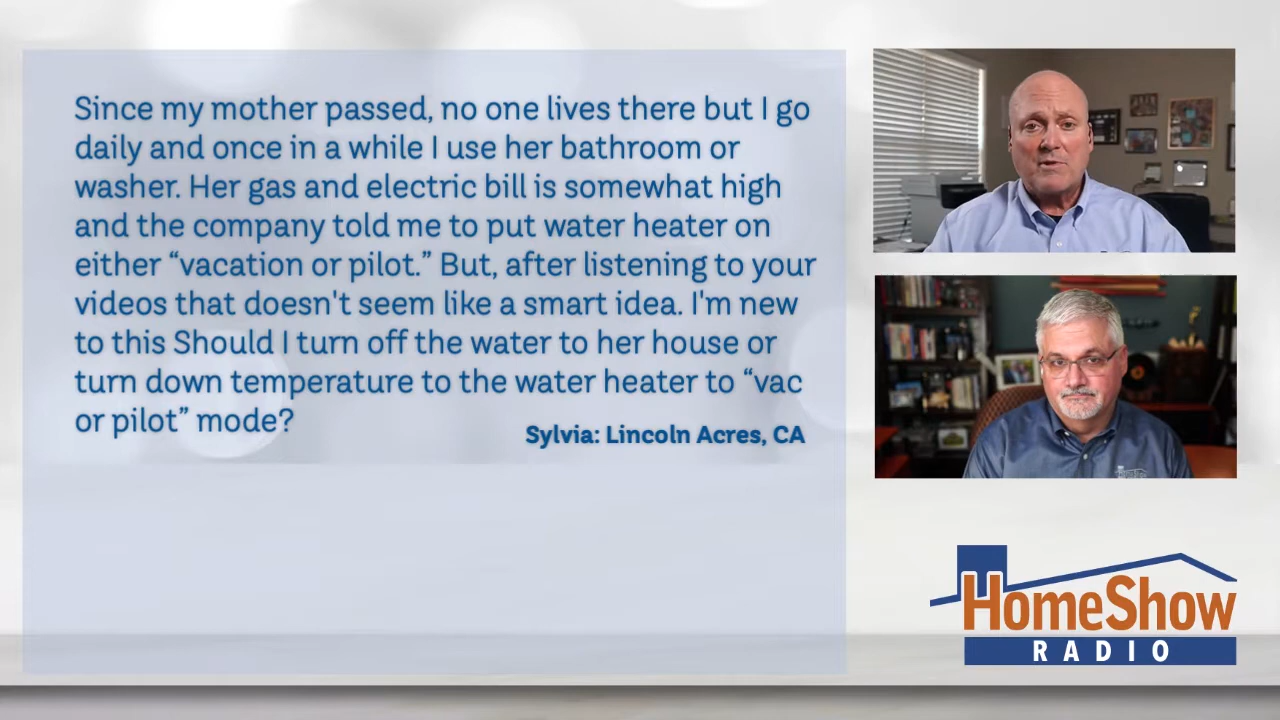 Since my mother passed, no one lives there but I go
daily and once in a while I use her bathroom or
washer. Her gas and electric bill is somewhat high
and the company told me to put water heater on
either “vacation or pilot.” But, after listening to your
videos that doesn't seem like a smart idea. I'm new
to this Should I turn off the water to her house or
turn down temperature to the water heater to “vac
or pilot” mode?
Sylvia: Lincoln Acres, CA
HomeShow
RADIO